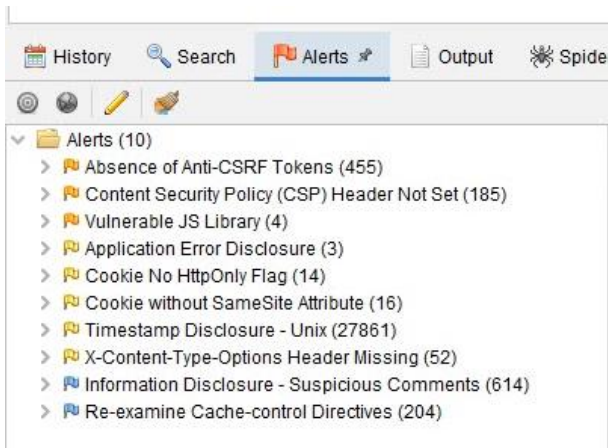 History Search Alerts Output Spide
Alerts (10)
Absence of Anti-CSRF Tokens (455)
Content Security Policy (CSP) Header Not Set (185)
Vulnerable JS Library (4)
Application Error Disclosure (3)
Cookie No HttpOnly Flag (14)
Cookie without SameSite Attribute (16)
Timestamp Disclosure - Unix (27861)
X-Content-Type-Options Header Missing (52)
Information Disclosure - Suspicious Comments (614)
Re-examine Cache-control Directives (204)